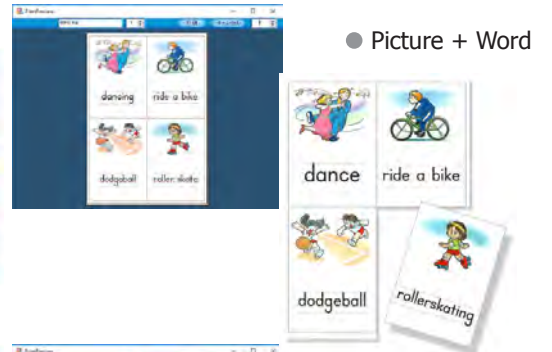 ● Picture + Word
dancing
ride a bike
dodgeball
roller skate
dance
ride a bike
dodgeball
rollerskating